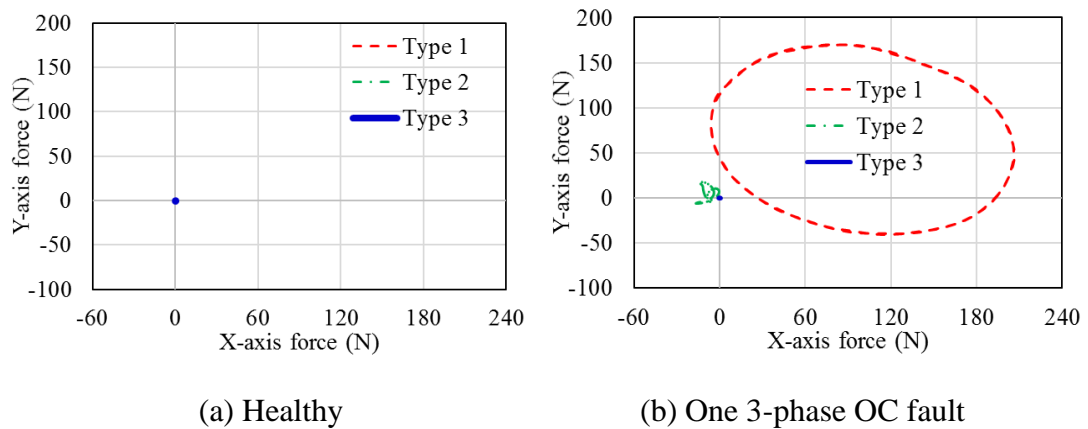 200
150
100
50
0
-50
-100
Y-axis force (N)
Type 1
Type 2
Type 3
-60 0 60 120 180 240
X-axis force (N)
(a) Healthy
200
150
100
50
0
-50
-100
Y-axis force (N)
Type 1
Type 2
Type 3
-60 0 60 120 180 240
X-axis force (N)
(b) One 3-phase OC fault